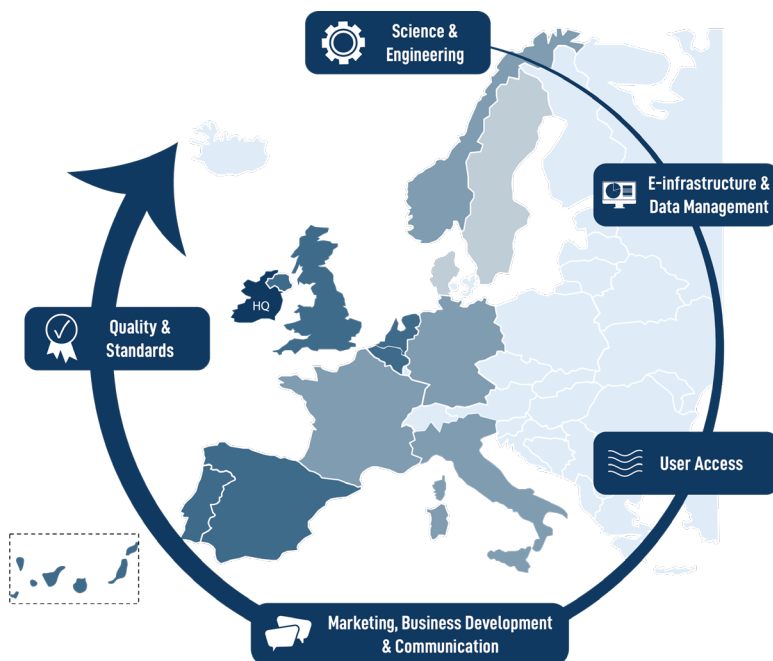 Science &
Engineering
E-infrastructure &
Data Management
HQ
Quality &
Standards
User Access
Marketing, Business Development
& Communication